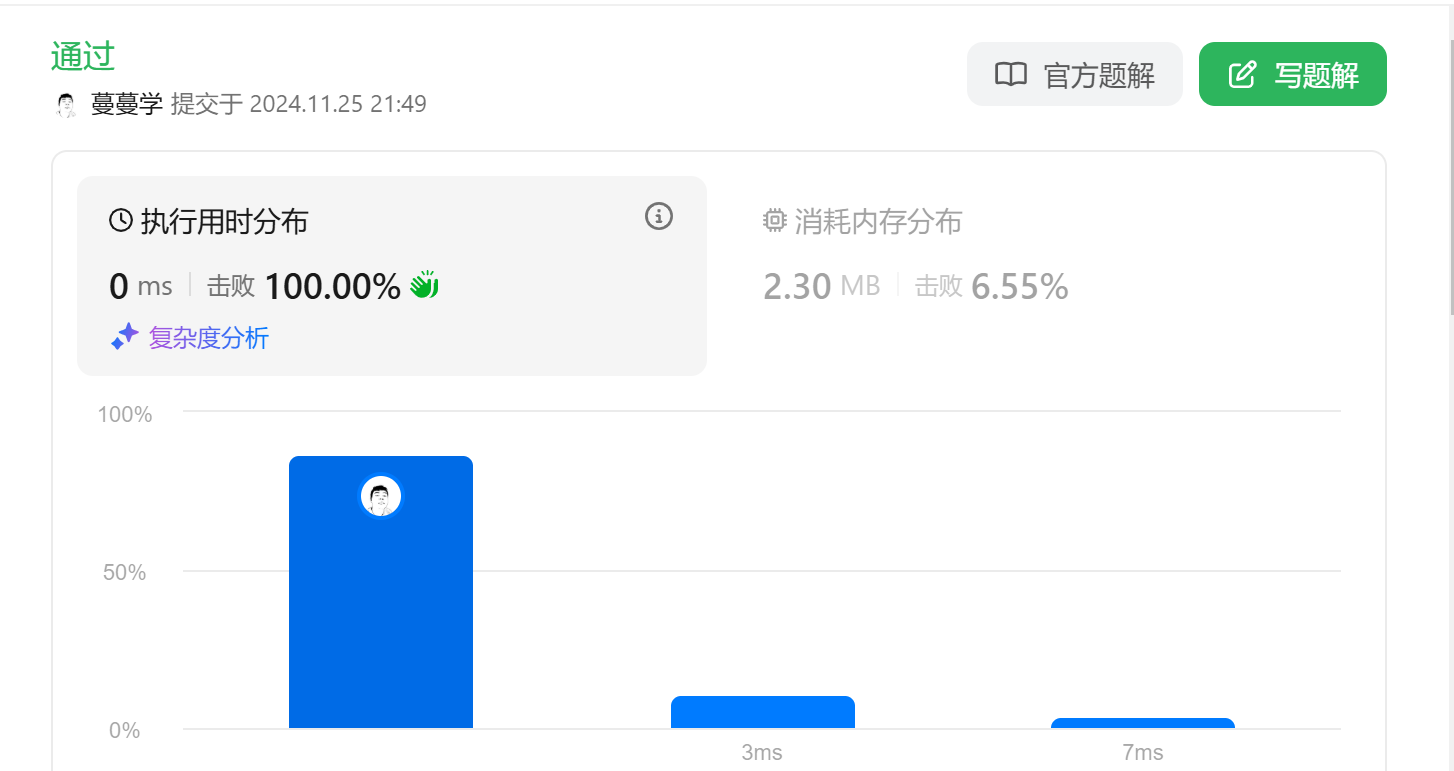 通过
官方题解
写题解
蔓蔓学 提交于 2024.11.25 21:49
执行用时分布
0 ms 击败 100.00%
复杂度分析
消耗内存分布
2.30 MB 击败 6.55%
100%
50%
0%
3ms
7ms